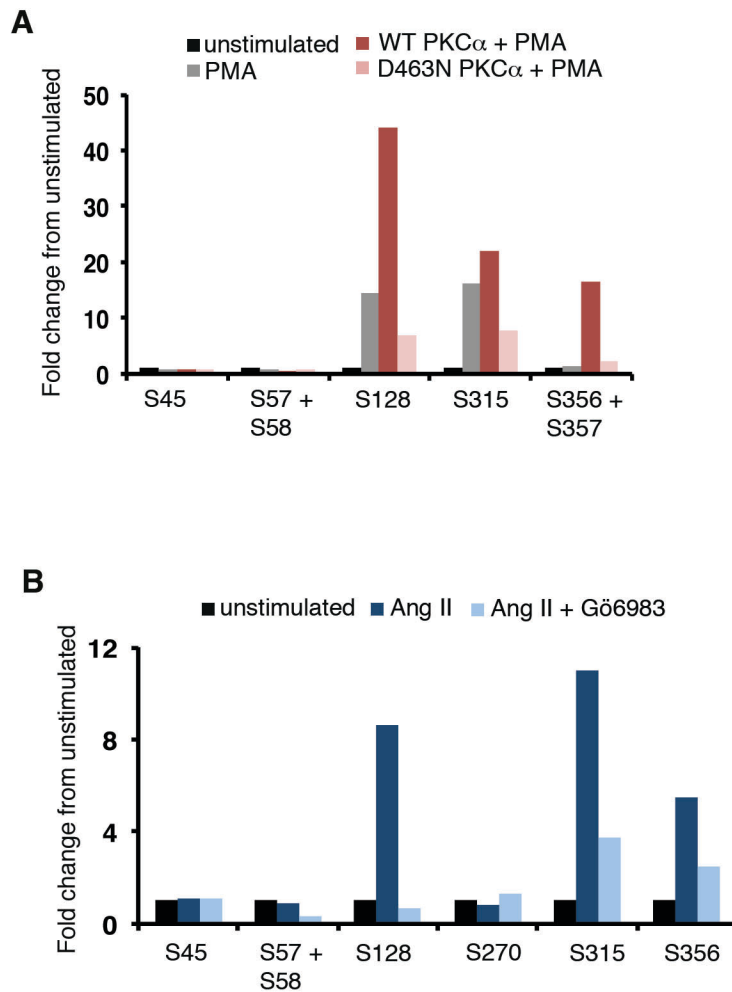 A
unstimulated WT PKCα + PMA
PMA D463N PKCα + PMA
Fold change from unstimulated
50
40
30
20
10
0
S45 S57 + S128 S315 S356 +
S58 S357
B
unstimulated Ang II Ang II + Gö6983
Fold change from unstimulated
12
8
4
0
S45 S57 + S128 S270 S315 S356
S58